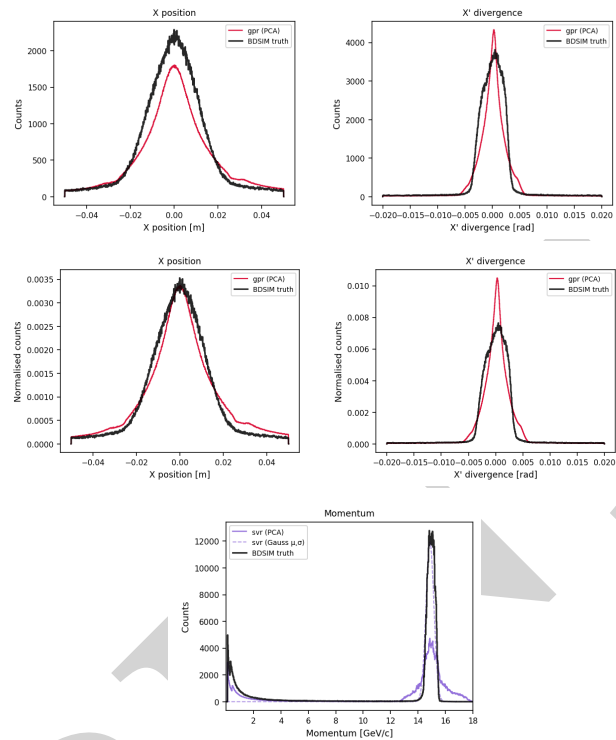 X position
gpr (PCA)
BDSIM truth
Counts
2000
1500
1000
500
0
−0.04 −0.02 0.00 0.02 0.04
X position [m]
X' divergence
gpr (PCA)
BDSIM truth
Counts
4000
3000
2000
1000
0
−0.020 −0.015 −0.010 −0.005 0.000 0.005 0.010 0.015 0.020
X' divergence [rad]
X position
gpr (PCA)
BDSIM truth
Normalised counts
0.0035
0.0030
0.0025
0.0020
0.0015
0.0010
0.0005
0.0000
−0.04 −0.02 0.00 0.02 0.04
X position [m]
X' divergence
gpr (PCA)
BDSIM truth
Normalised counts
0.010
0.008
0.006
0.004
0.002
0.000
−0.020−0.015−0.010−0.005 0.000 0.005 0.010 0.015 0.020
X' divergence [rad]
Momentum
svr (PCA)
svr (Gauss μ,σ)
BDSIM truth
Counts
12000
10000
8000
6000
4000
2000
0
2 4 6 8 10 12 14 16 18
Momentum [GeV/c]